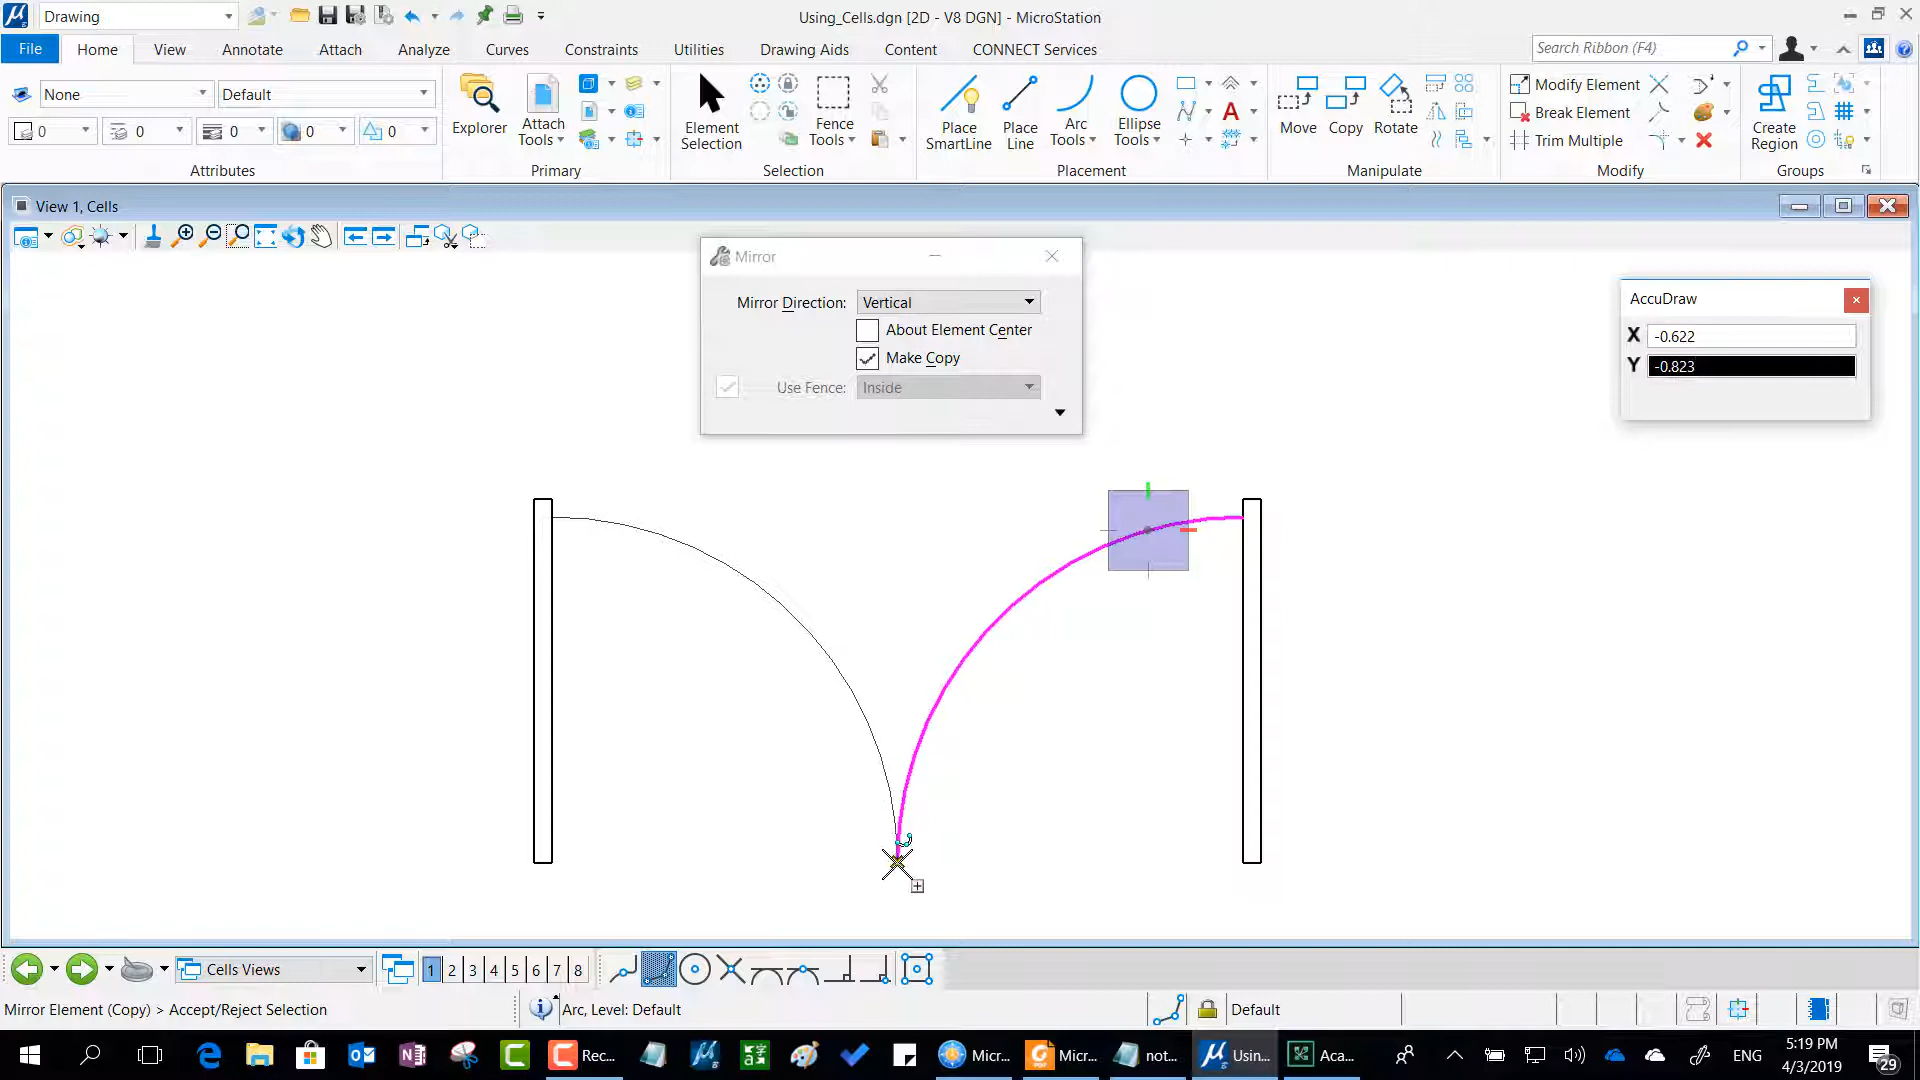 Drawing
Using_Cells.dgn [2D - V8 DGN] - MicroStation
File
Home
View
Annotate
Attach
Analyze
Curves
Constraints
Utilities
Drawing Aids
Content
CONNECT Services
Search Ribbon (F4)
None
Default
0
0
0
0
0
Attributes
Explorer
Attach
Tools
Primary
Element
Selection
Fence
Tools
Selection
Place
SmartLine
Place
Line
Arc
Tools
Ellipse
Tools
Placement
Move
Copy
Rotate
Manipulate
Modify Element
Break Element
Trim Multiple
Modify
Create
Region
Groups
View 1, Cells
Mirror
Mirror Direction:
Vertical
About Element Center
Make Copy
Use Fence:
Inside
AccuDraw
X
-0.622
Y
-0.823
Cells Views
1 2 3 4 5 6 7 8
Mirror Element (Copy) > Accept/Reject Selection
Arc, Level: Default
Default
Rec...
Micr...
Micr...
not...
Usin...
Aca...
ENG
5:19 PM
4/3/2019
29